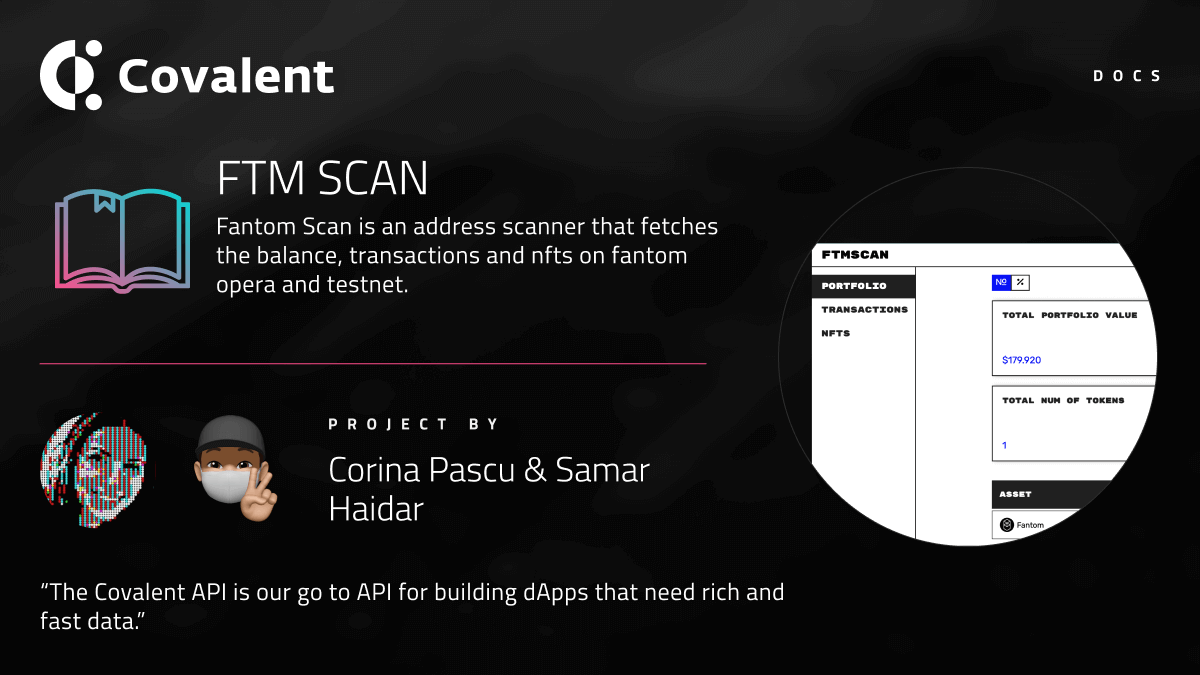 Covalent
DOCS
FTM SCAN
Fantom Scan is an address scanner that fetches
the balance, transactions and nfts on fantom
opera and testnet.
FTMSCAN
PORTFOLIO
TRANSACTIONS
NFTS
Nº %
TOTAL PORTFOLIO VALUE
$179.920
TOTAL NUM OF TOKENS
1
ASSET
Fantom
PROJECT BY
Corina Pascu & Samar
Haidar
“The Covalent API is our go to API for building dApps that need rich and
fast data.”